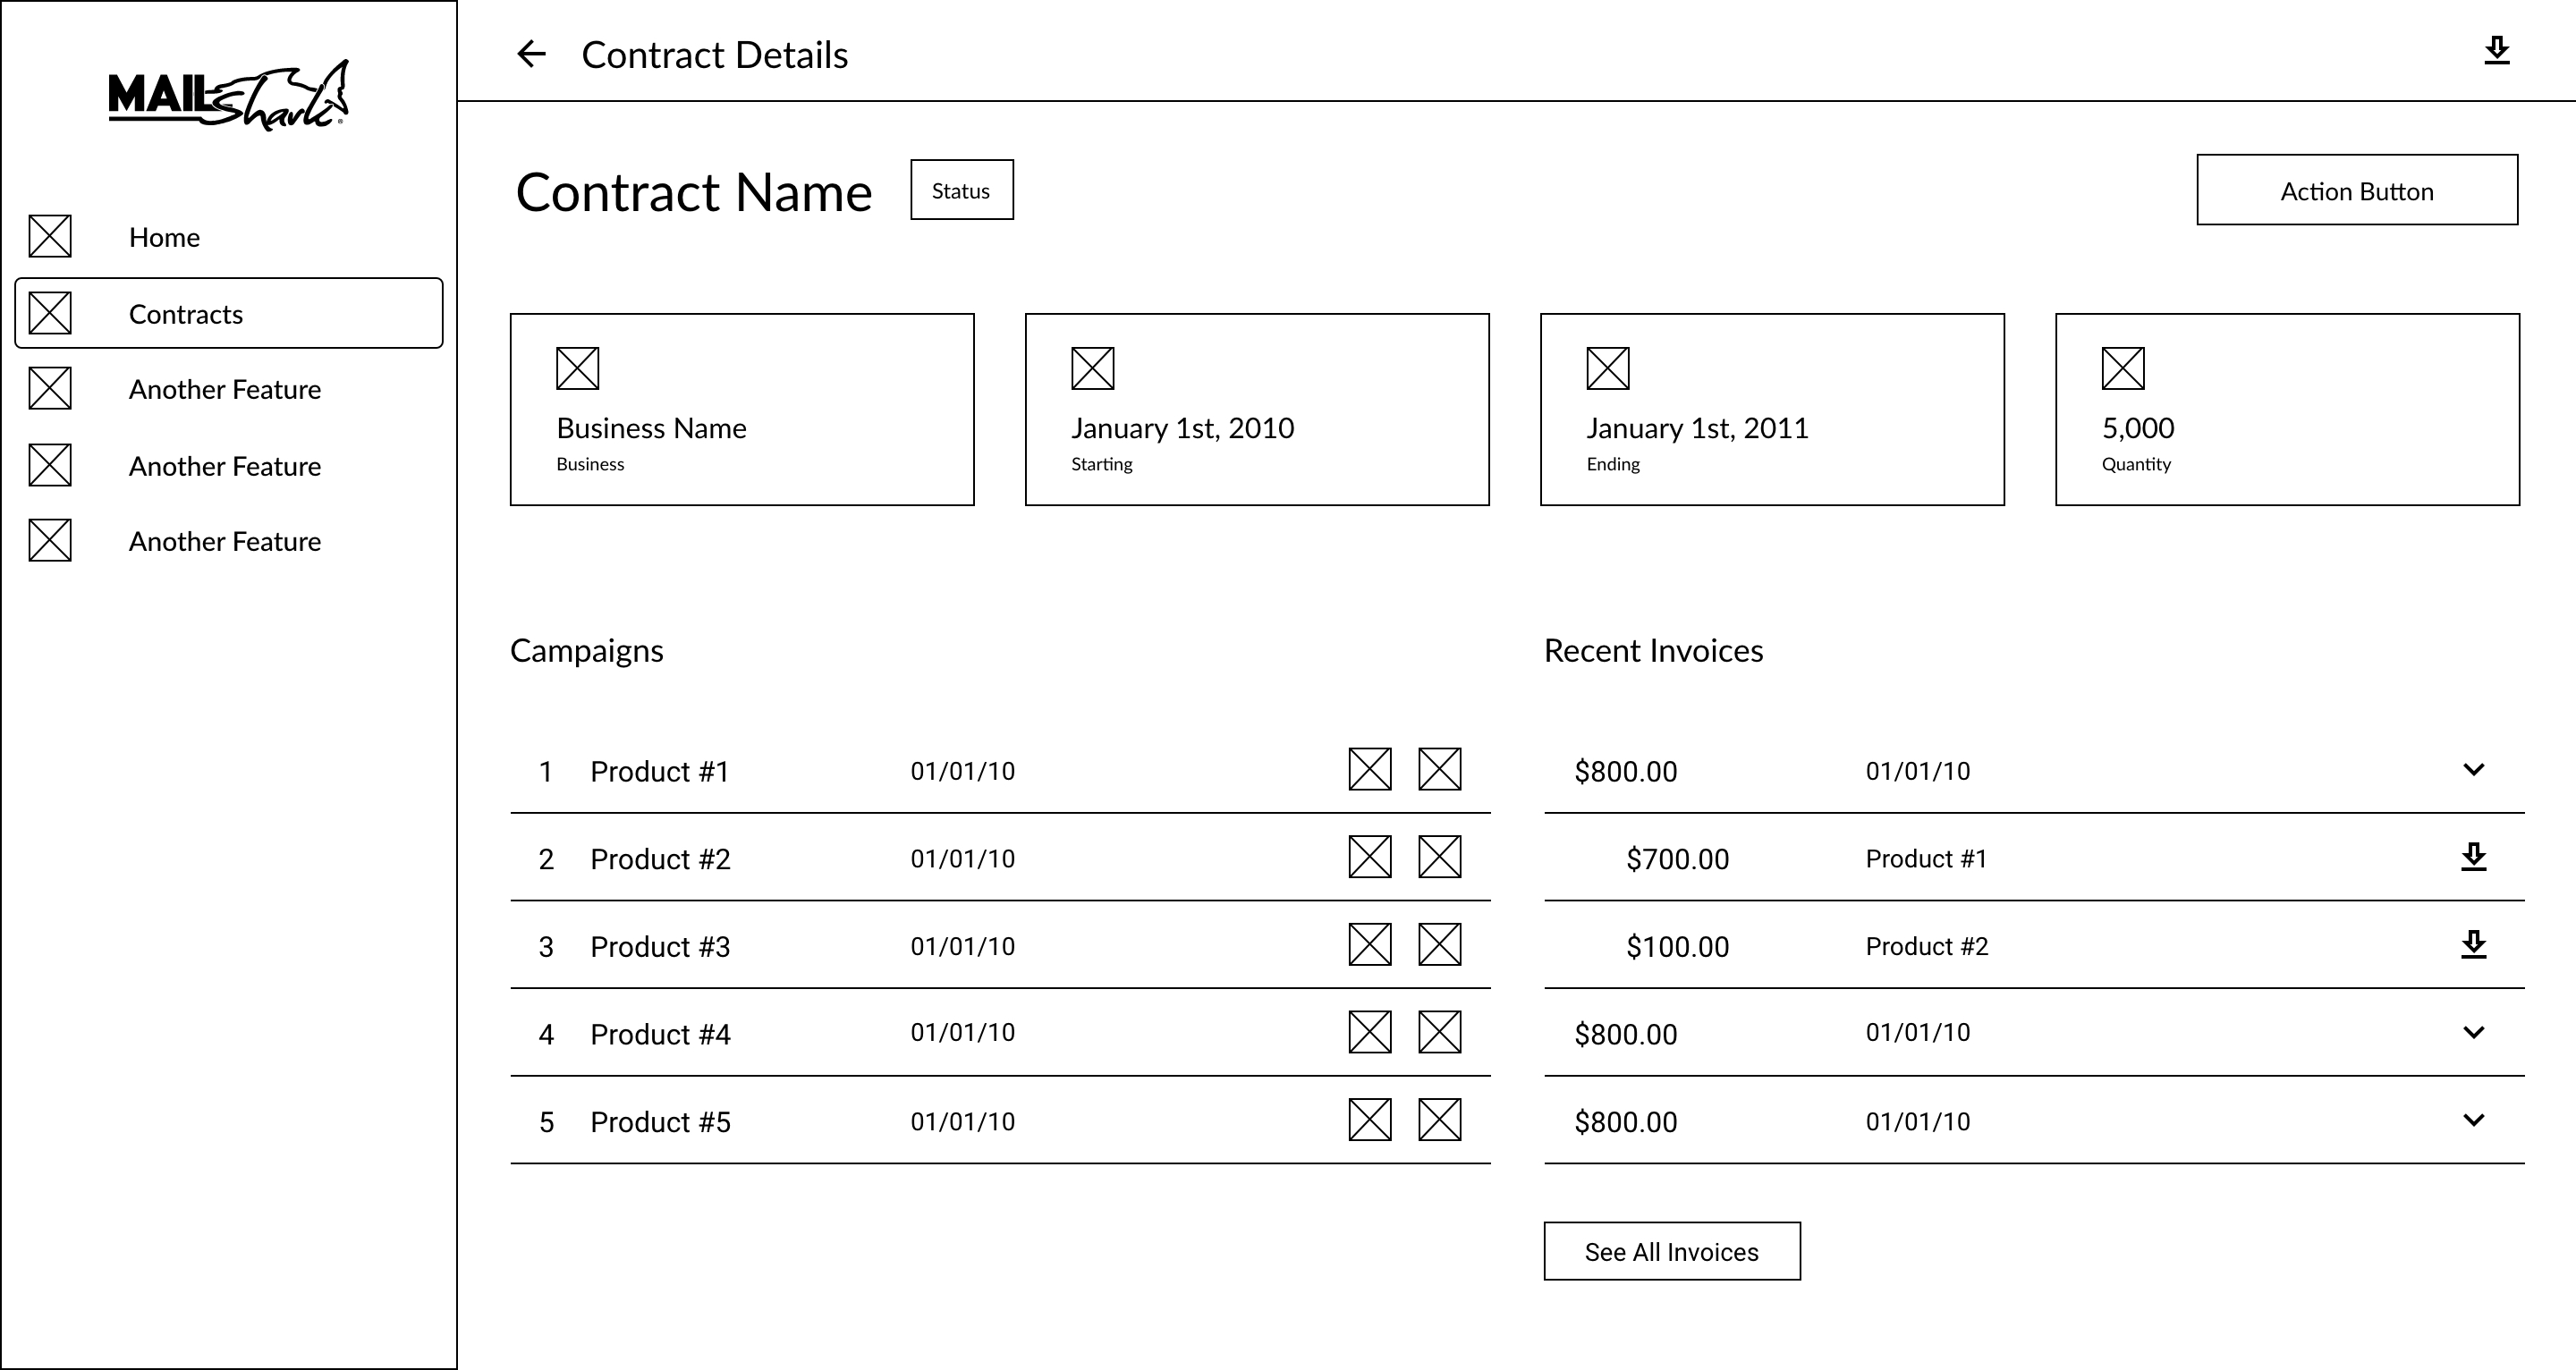 MAIL Shark ®
Home
Contracts
Another Feature
Another Feature
Another Feature
Contract Details
Contract Name
Status
Action Button
Business Name
Business
January 1st, 2010
Starting
January 1st, 2011
Ending
5,000
Quantity
Campaigns
1 Product #1 01/01/10
2 Product #2 01/01/10
3 Product #3 01/01/10
4 Product #4 01/01/10
5 Product #5 01/01/10
Recent Invoices
$800.00 01/01/10
$700.00 Product #1
$100.00 Product #2
$800.00 01/01/10
$800.00 01/01/10
See All Invoices